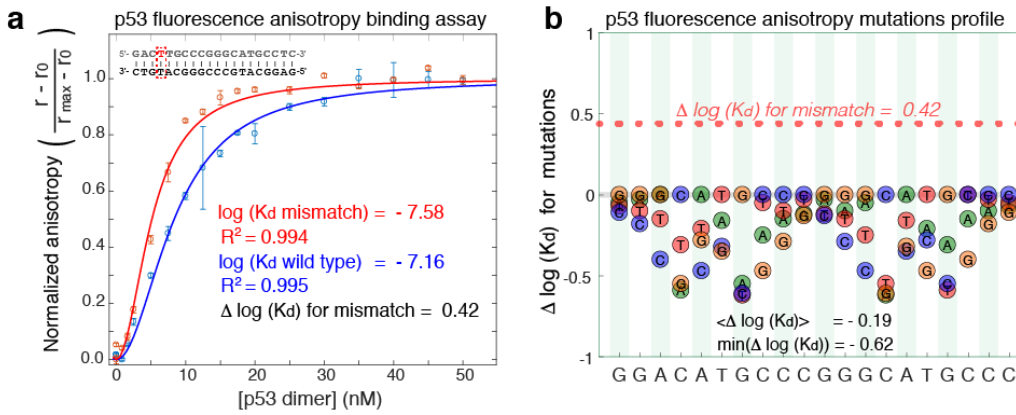 a
p53 fluorescence anisotropy binding assay
Normalized anisotropy ( r - r0 / r max - r0 )
1.0
0.8
0.6
0.4
0.2
0.0
5'- GACTTGCCCGGGCATGCCTC-3'
3'-CTGTACGGGCCCGTACGGAG-5'
log (Kd mismatch) = - 7.58
R² = 0.994
log (Kd wild type) = - 7.16
R² = 0.995
Δ log (Kd) for mismatch = 0.42
0 10 20 30 40 50
[p53 dimer] (nM)
b
p53 fluorescence anisotropy mutations profile
Δ log (Kd) for mutations
1
0.5
0
-0.5
-1
Δ log (Kd) for mismatch = 0.42
<Δ log (Kd)> = - 0.19
min(Δ log (Kd)) = - 0.62
G G A C A T G C C C G G G C A T G C C C